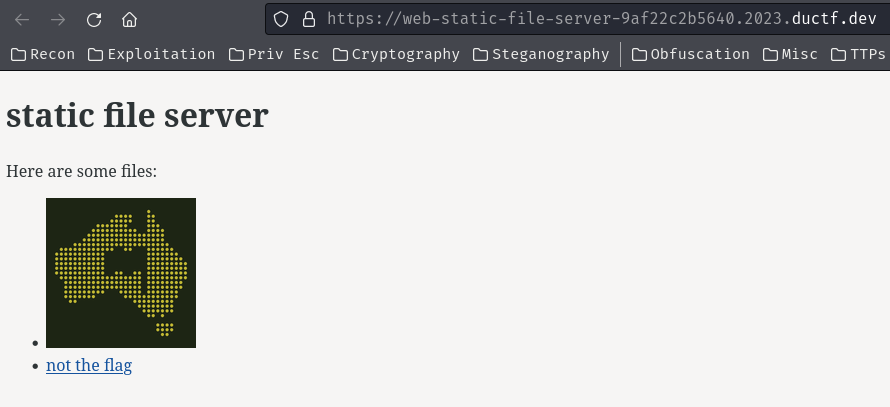 https://web-static-file-server-9af22c2b5640.2023.ductf.dev
Recon Exploitation Priv Esc Cryptography Steganography Obfuscation Misc TTPs
static file server
Here are some files:
not the flag